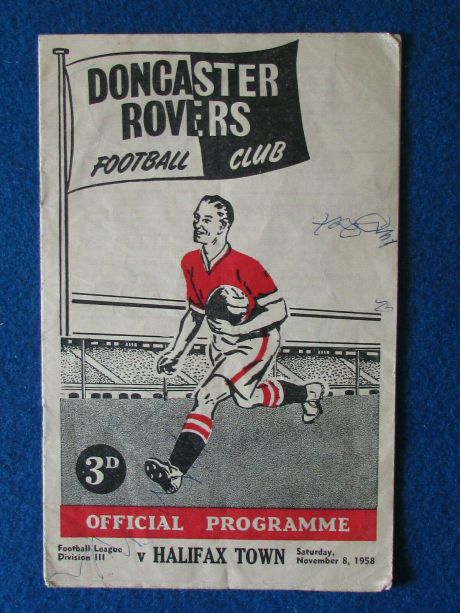 DONCASTER
ROVERS
FOOTBALL CLUB
3D
OFFICIAL PROGRAMME
Football League
Division III
v HALIFAX TOWN
Saturday,
November 8, 1958